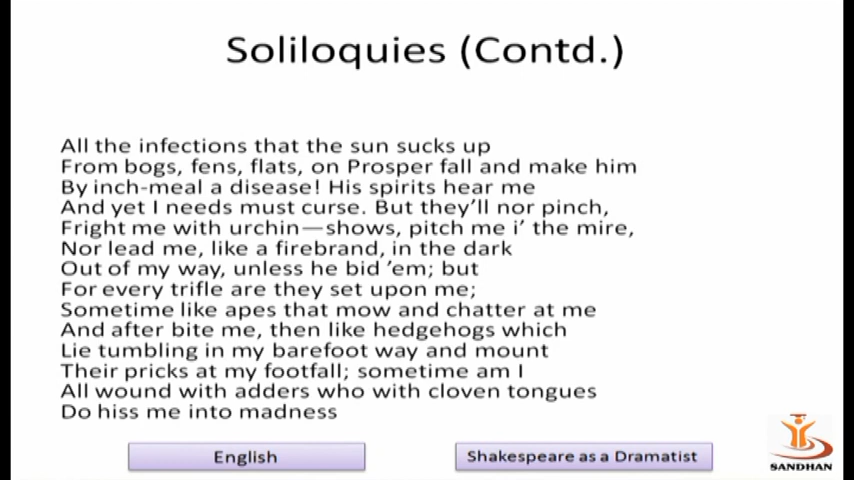 Soliloquies (Contd.)
All the infections that the sun sucks up
From bogs, fens, flats, on Prosper fall and make him
By inch-meal a disease! His spirits hear me
And yet I needs must curse. But they'll nor pinch,
Fright me with urchin—shows, pitch me i' the mire,
Nor lead me, like a firebrand, in the dark
Out of my way, unless he bid 'em; but
For every trifle are they set upon me;
Sometime like apes that mow and chatter at me
And after bite me, then like hedgehogs which
Lie tumbling in my barefoot way and mount
Their pricks at my footfall; sometime am I
All wound with adders who with cloven tongues
Do hiss me into madness
English
Shakespeare as a Dramatist
SANDHAN